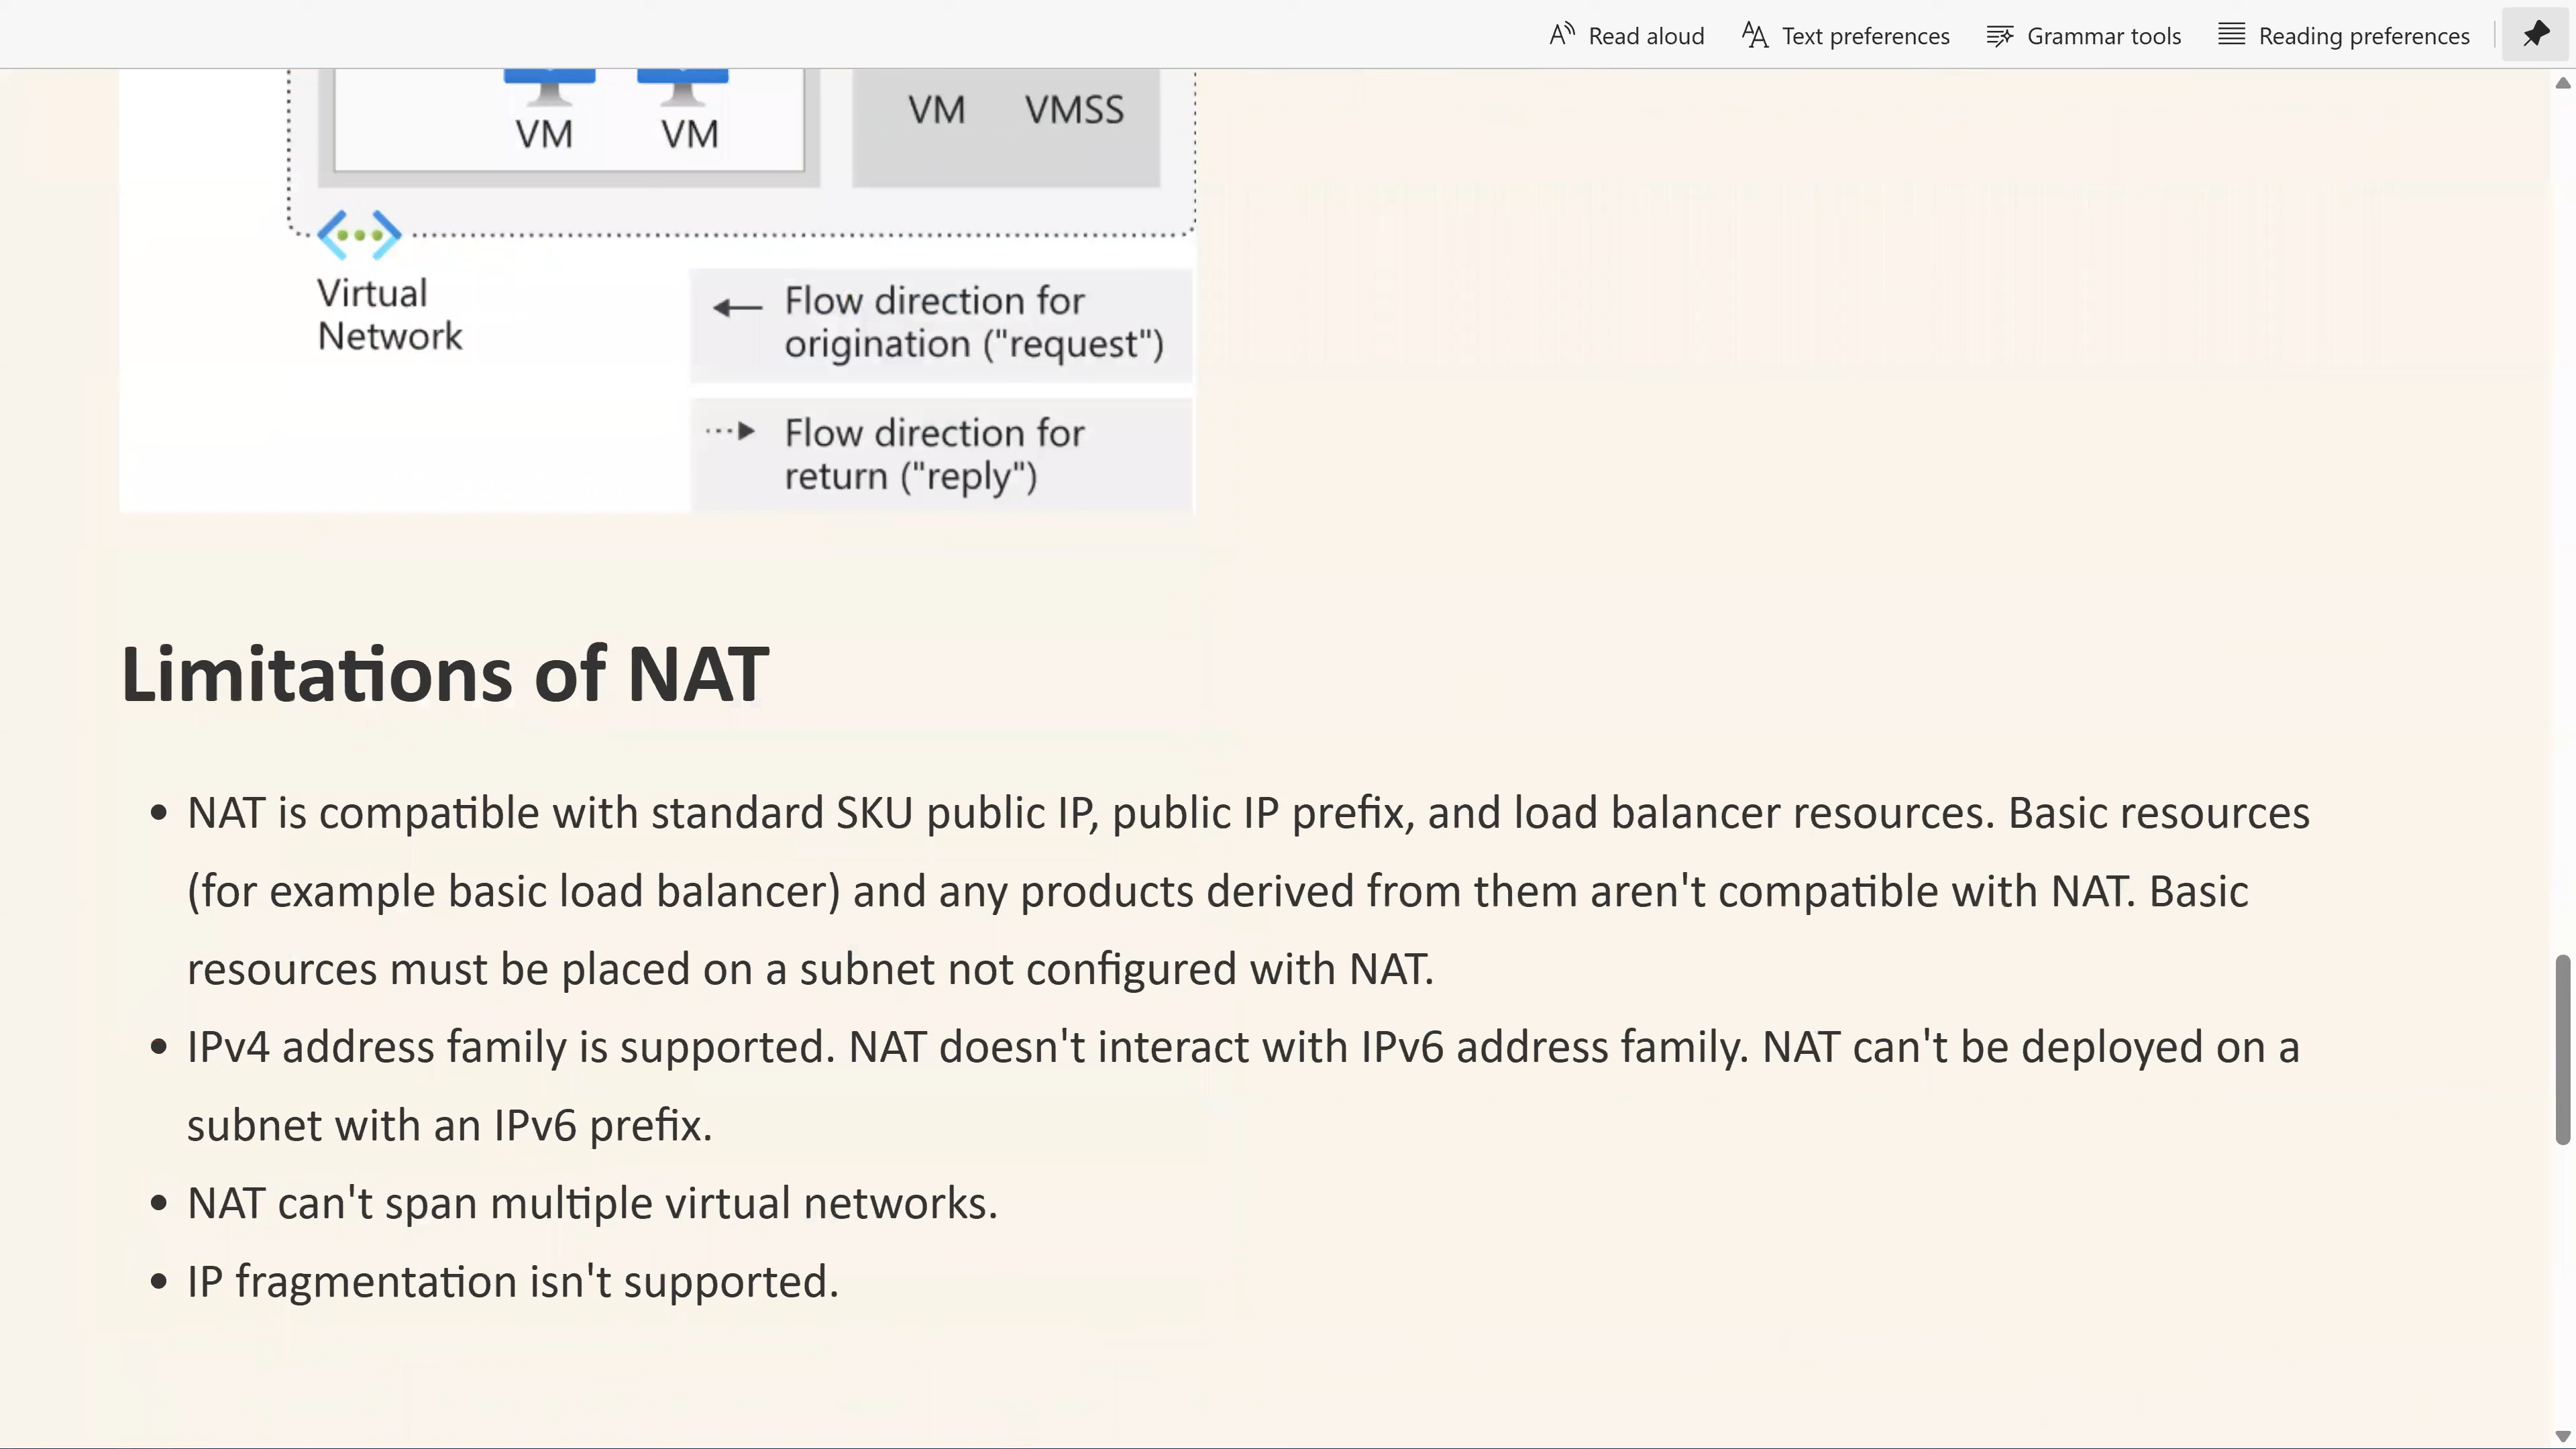 Read aloud
Text preferences
Grammar tools
Reading preferences
VM
VM
VM
VMSS
Virtual
Network
Flow direction for
origination ("request")
Flow direction for
return ("reply")
Limitations of NAT
• NAT is compatible with standard SKU public IP, public IP prefix, and load balancer resources. Basic resources
(for example basic load balancer) and any products derived from them aren't compatible with NAT. Basic
resources must be placed on a subnet not configured with NAT.
• IPv4 address family is supported. NAT doesn't interact with IPv6 address family. NAT can't be deployed on a
subnet with an IPv6 prefix.
• NAT can't span multiple virtual networks.
• IP fragmentation isn't supported.